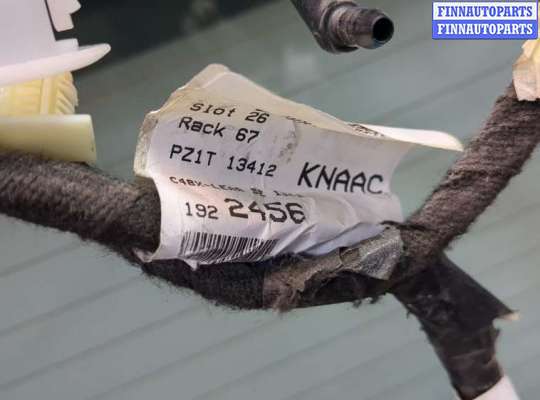 FINNAUTOPARTS
FINNAUTOPARTS
Slot 26
Rack 67
PZ1T 13412 KNAAC
192 2456